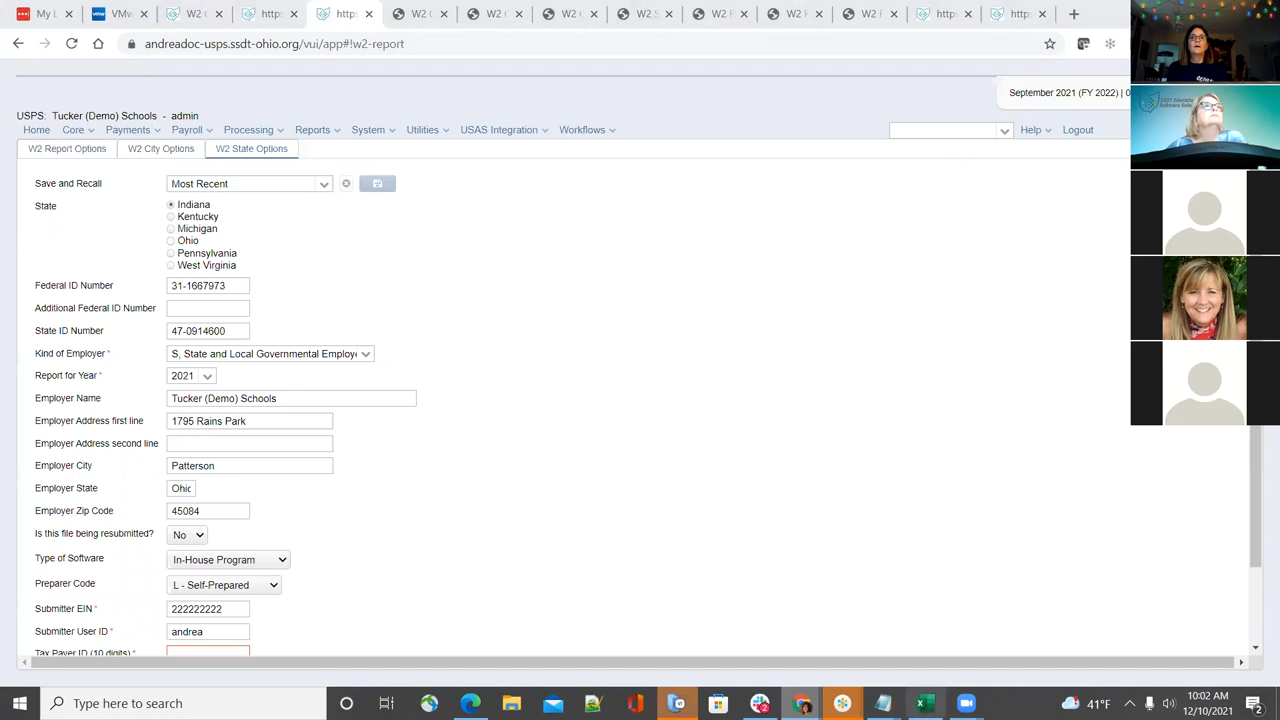 My L
VMw
W2 C
http:
https
W2 C
W2 C
W2
W2 S
W2 F
W2
W2 F
http:
http:
andreadoc-usps.ssdt-ohio.org/vui/app#!w2-report
September 2021 (FY 2022) | 0
USPS: Tucker (Demo) Schools - admin
Home Core Payments Payroll Processing Reports System Utilities USAS Integration Workflows Help Logout
W2 Report Options W2 City Options W2 State Options
Save and Recall Most Recent
State Indiana
Kentucky
Michigan
Ohio
Pennsylvania
West Virginia
Federal ID Number 31-1667973
Additional Federal ID Number
State ID Number 47-0914600
Kind of Employer * S, State and Local Governmental Employ
Report for Year * 2021
Employer Name Tucker (Demo) Schools
Employer Address first line 1795 Rains Park
Employer Address second line
Employer City Patterson
Employer State Ohic
Employer Zip Code 45084
Is this file being resubmitted? No
Type of Software In-House Program
Preparer Code L - Self-Prepared
Submitter EIN * 222222222
Submitter User ID * andrea
Tax Payer ID (10 digits) *
Type here to search
41°F
10:02 AM
12/10/2021
2